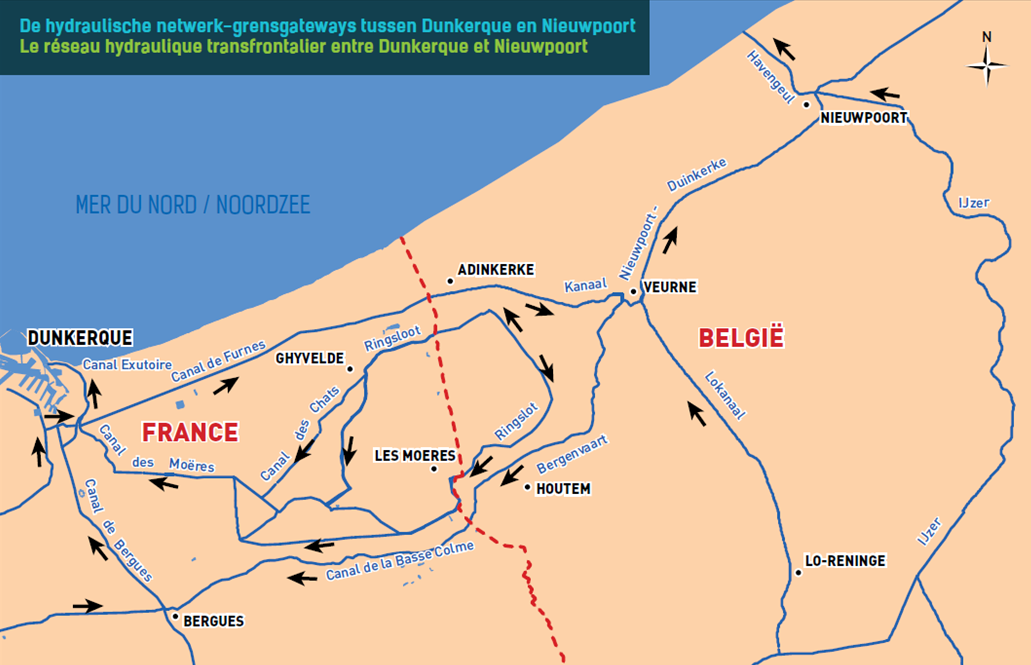 De hydraulische netwerk-grensgateways tussen Dunkerque en Nieuwpoort
Le réseau hydraulique transfrontalier entre Dunkerque et Nieuwpoort
N
Havengeul
NIEUWPOORT
MER DU NORD / NOORDZEE
Nieuwpoort - Duinkerke
IJzer
ADINKERKE
Kanaal
VEURNE
DUNKERQUE
Canal Exutoire
Canal de Furnes
GHYVELDE
Ringsloot
BELGIË
Canal des Chats
Lokanaal
FRANCE
Canal des Moëres
LES MOERES
Ringslot
Bergenvaart
HOUTEM
Canal de Bergues
IJzer
Canal de la Basse Colme
LO-RENINGE
BERGUES